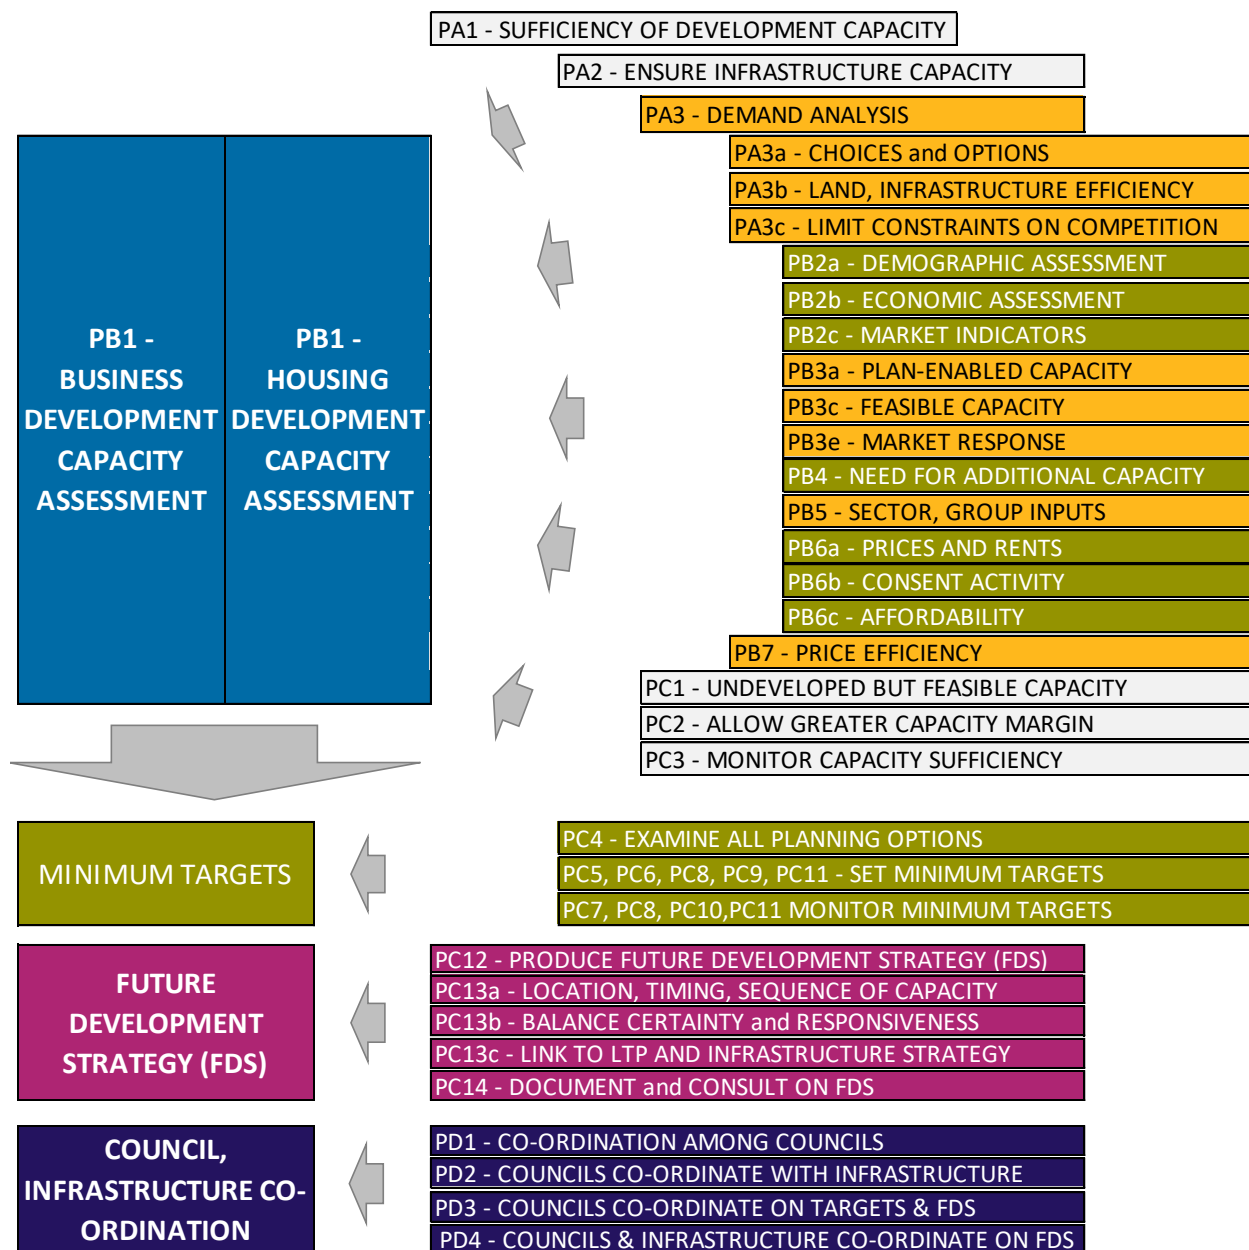 PA1 - SUFFICIENCY OF DEVELOPMENT CAPACITY
PA2 - ENSURE INFRASTRUCTURE CAPACITY
PA3 - DEMAND ANALYSIS
PA3a - CHOICES and OPTIONS
PA3b - LAND, INFRASTRUCTURE EFFICIENCY
PA3c - LIMIT CONSTRAINTS ON COMPETITION
PB2a - DEMOGRAPHIC ASSESSMENT
PB2b - ECONOMIC ASSESSMENT
PB2c - MARKET INDICATORS
PB3a - PLAN-ENABLED CAPACITY
PB3c - FEASIBLE CAPACITY
PB3e - MARKET RESPONSE
PB4 - NEED FOR ADDITIONAL CAPACITY
PB5 - SECTOR, GROUP INPUTS
PB6a - PRICES AND RENTS
PB6b - CONSENT ACTIVITY
PB6c - AFFORDABILITY
PB7 - PRICE EFFICIENCY
PC1 - UNDEVELOPED BUT FEASIBLE CAPACITY
PC2 - ALLOW GREATER CAPACITY MARGIN
PC3 - MONITOR CAPACITY SUFFICIENCY
PB1 -
BUSINESS
DEVELOPMENT
CAPACITY
ASSESSMENT
PB1 -
HOUSING
DEVELOPMENT
CAPACITY
ASSESSMENT
MINIMUM TARGETS
PC4 - EXAMINE ALL PLANNING OPTIONS
PC5, PC6, PC8, PC9, PC11 - SET MINIMUM TARGETS
PC7, PC8, PC10,PC11 MONITOR MINIMUM TARGETS
FUTURE
DEVELOPMENT
STRATEGY (FDS)
PC12 - PRODUCE FUTURE DEVELOPMENT STRATEGY (FDS)
PC13a - LOCATION, TIMING, SEQUENCE OF CAPACITY
PC13b - BALANCE CERTAINTY and RESPONSIVENESS
PC13c - LINK TO LTP AND INFRASTRUCTURE STRATEGY
PC14 - DOCUMENT and CONSULT ON FDS
COUNCIL,
INFRASTRUCTURE CO-
ORDINATION
PD1 - CO-ORDINATION AMONG COUNCILS
PD2 - COUNCILS CO-ORDINATE WITH INFRASTRUCTURE
PD3 - COUNCILS CO-ORDINATE ON TARGETS & FDS
PD4 - COUNCILS & INFRASTRUCTURE CO-ORDINATE ON FDS